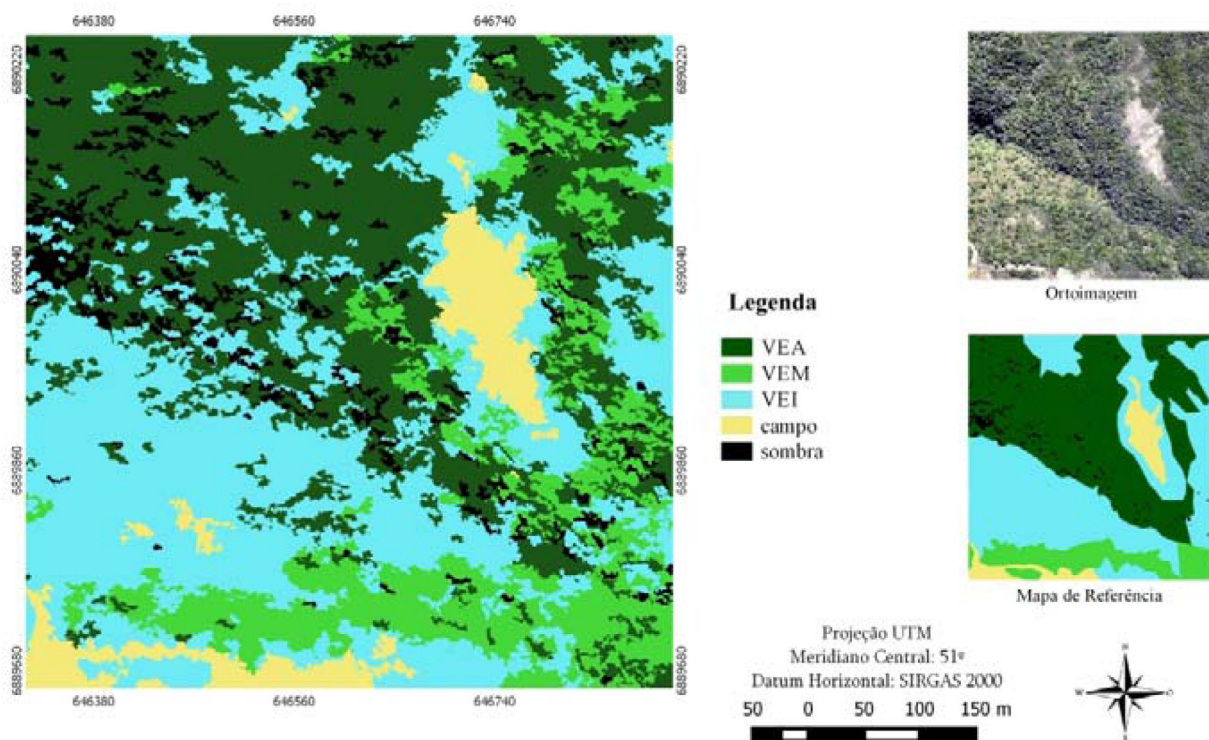 646380 646560 646740
6890220 6890220
6890040 6890040
6889860 6889860
6889680 6889680
646380 646560 646740
Ortoimagem
Legenda
VEA
VEM
VEI
campo
sombra
Mapa de Referência
Projeção UTM
Meridiano Central: 51º
Datum Horizontal: SIRGAS 2000
50 0 50 100 150 m
N
W O
S